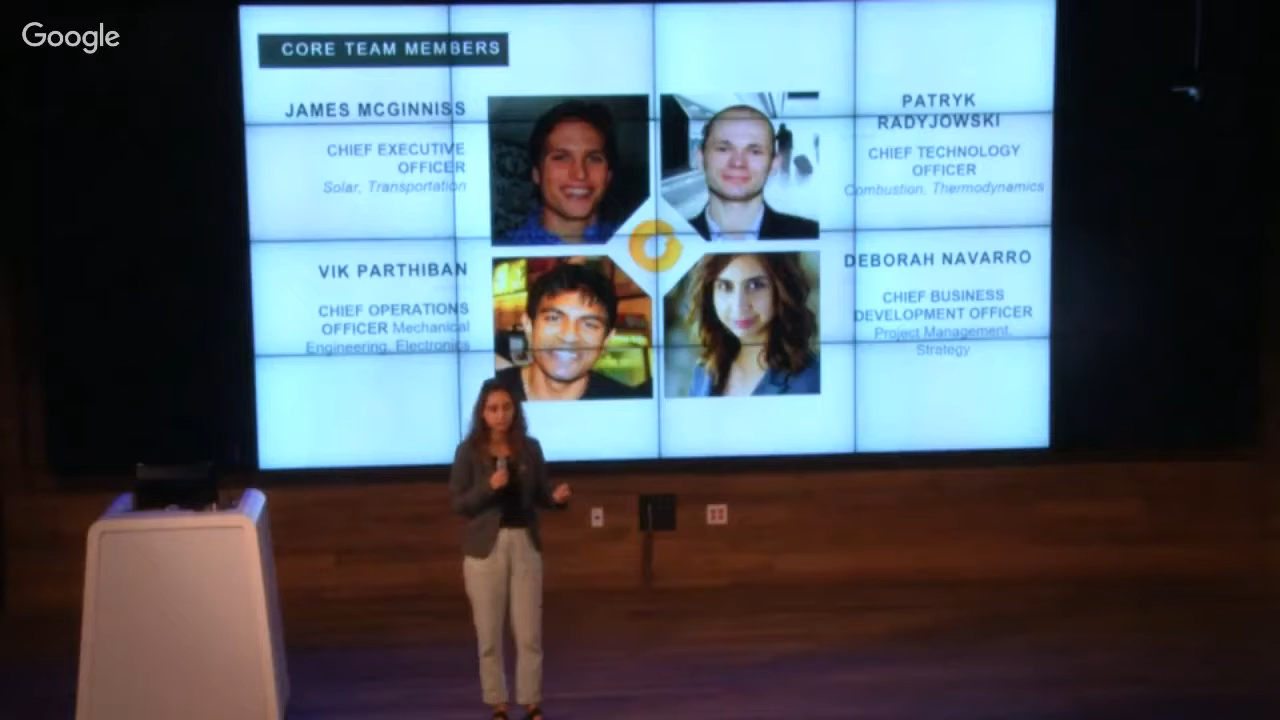 Google
CORE TEAM MEMBERS
JAMES MCGINNISS
CHIEF EXECUTIVE
OFFICER
Solar, Transportation
PATRYK
RADYJOWSKI
CHIEF TECHNOLOGY
OFFICER
Combustion, Thermodynamics
VIK PARTHIBAN
CHIEF OPERATIONS
OFFICER Mechanical
Engineering, Electronics
DEBORAH NAVARRO
CHIEF BUSINESS
DEVELOPMENT OFFICER
Project Management,
Strategy